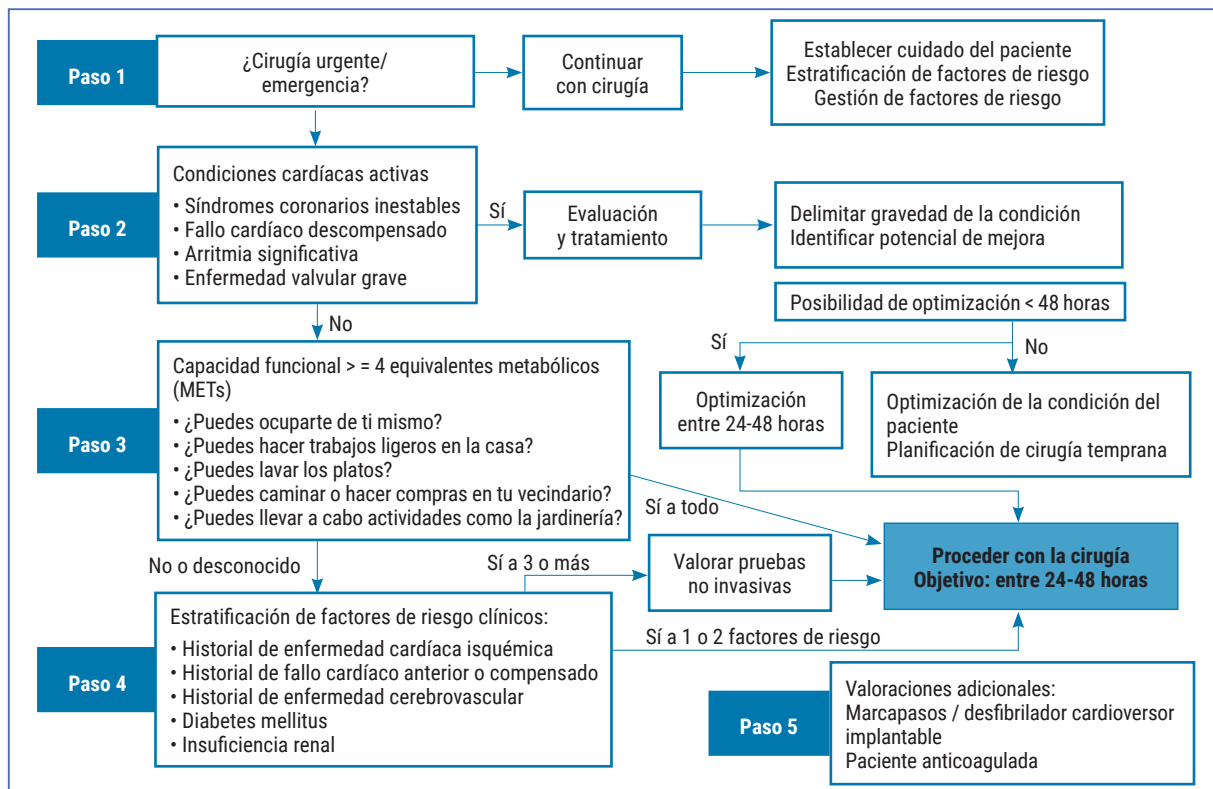 Paso 1
¿Cirugía urgente/
emergencia?
Continuar
con cirugía
Establecer cuidado del paciente
Estratificación de factores de riesgo
Gestión de factores de riesgo
Paso 2
Condiciones cardíacas activas
• Síndromes coronarios inestables
• Fallo cardíaco descompensado
• Arritmia significativa
• Enfermedad valvular grave
Sí
Evaluación
y tratamiento
Delimitar gravedad de la condición
Identificar potencial de mejora
Posibilidad de optimización < 48 horas
No
Sí
No
Paso 3
Capacidad funcional > = 4 equivalentes metabólicos
(METs)
• ¿Puedes ocuparte de ti mismo?
• ¿Puedes hacer trabajos ligeros en la casa?
• ¿Puedes lavar los platos?
• ¿Puedes caminar o hacer compras en tu vecindario?
• ¿Puedes llevar a cabo actividades como la jardinería?
Optimización
entre 24-48 horas
Optimización de la condición del
paciente
Planificación de cirugía temprana
Sí a todo
No o desconocido
Sí a 3 o más
Valorar pruebas
no invasivas
Proceder con la cirugía
Objetivo: entre 24-48 horas
Paso 4
Estratificación de factores de riesgo clínicos:
• Historial de enfermedad cardíaca isquémica
• Historial de fallo cardíaco anterior o compensado
• Historial de enfermedad cerebrovascular
• Diabetes mellitus
• Insuficiencia renal
Sí a 1 o 2 factores de riesgo
Paso 5
Valoraciones adicionales:
Marcapasos / desfibrilador cardioversor
implantable
Paciente anticoagulada